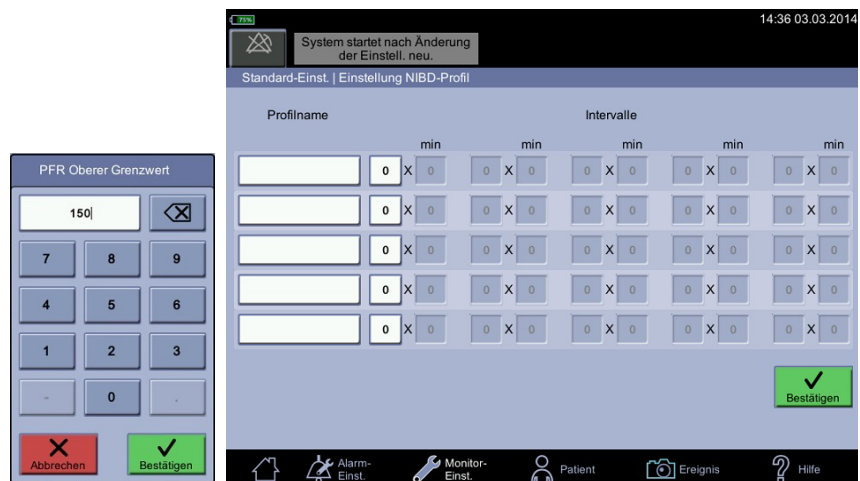 PFR Oberer Grenzwert
150
7 8 9
4 5 6
1 2 3
- 0 .
Abbrechen Bestätigen
75% 14:36 03.03.2014
System startet nach Änderung
der Einstell. neu.
Standard-Einst. | Einstellung NIBD-Profil
Profilname Intervalle
min min min min min
0 X 0 0 X 0 0 X 0 0 X 0 0 X 0
0 X 0 0 X 0 0 X 0 0 X 0 0 X 0
0 X 0 0 X 0 0 X 0 0 X 0 0 X 0
0 X 0 0 X 0 0 X 0 0 X 0 0 X 0
0 X 0 0 X 0 0 X 0 0 X 0 0 X 0
Bestätigen
Alarm-
Einst.
Monitor-
Einst.
Patient
Ereignis
Hilfe